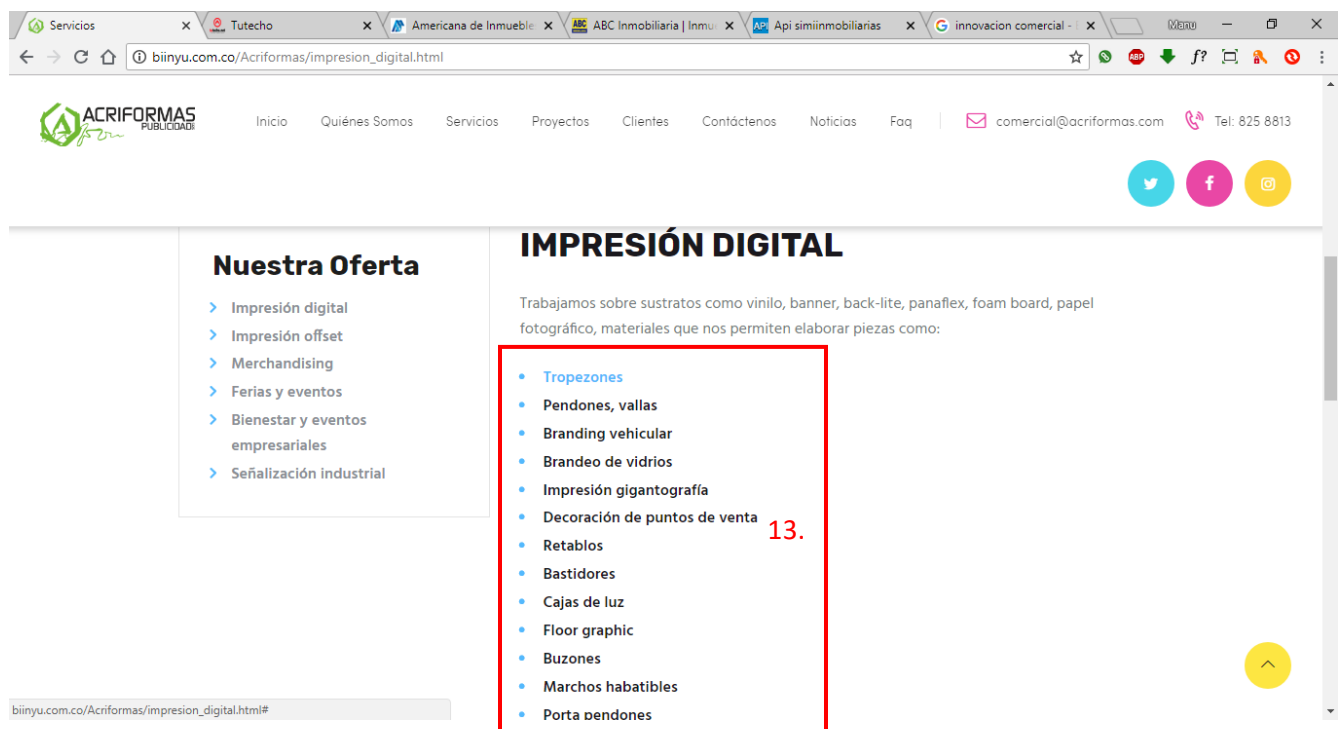 Servicios
Tutecho
Americana de Inmueble
ABC Inmobiliaria | Inmu
Api simiinmobiliarias
innovacion comercial -
Manu
biinyu.com.co/Acriformas/impresion_digital.html
ABP
f?
ACRIFORMAS
PUBLICIDAD
Inicio
Quiénes Somos
Servicios
Proyectos
Clientes
Contáctenos
Noticias
Faq
comercial@acriformas.com
Tel: 825 8813
Nuestra Oferta
Impresión digital
Impresión offset
Merchandising
Ferias y eventos
Bienestar y eventos
empresariales
Señalización industrial
IMPRESIÓN DIGITAL
Trabajamos sobre sustratos como vinilo, banner, back-lite, panaflex, foam board, papel
fotográfico, materiales que nos permiten elaborar piezas como:
Tropezones
Pendones, vallas
Branding vehicular
Brandeo de vidrios
Impresión gigantografía
Decoración de puntos de venta
13.
Retablos
Bastidores
Cajas de luz
Floor graphic
Buzones
Marchos habatibles
Porta pendones
biinyu.com.co/Acriformas/impresion_digital.html#